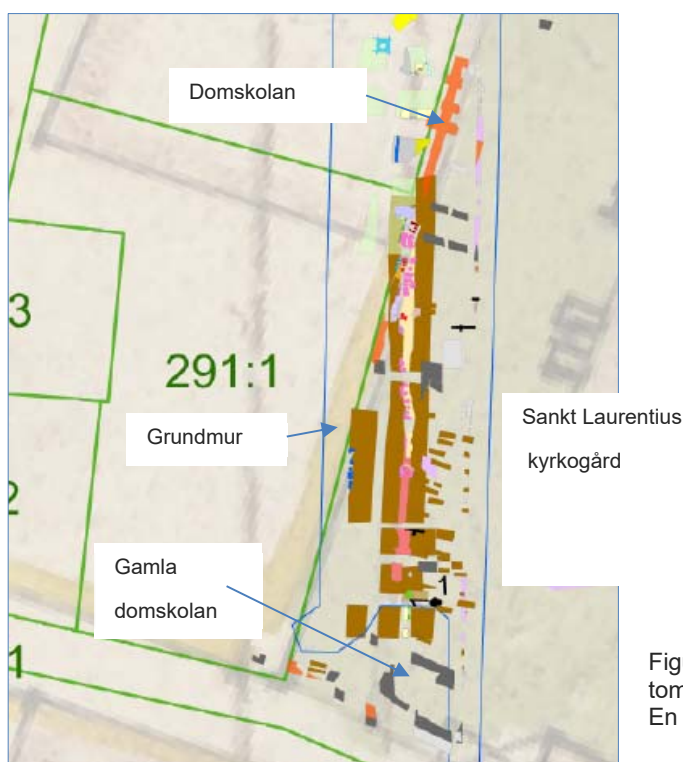 Domskolan
3
291:1
Grundmur
Sankt Laurentius
kyrkogård
2
Gamla
domskolan
1
1
Fig
tom
En